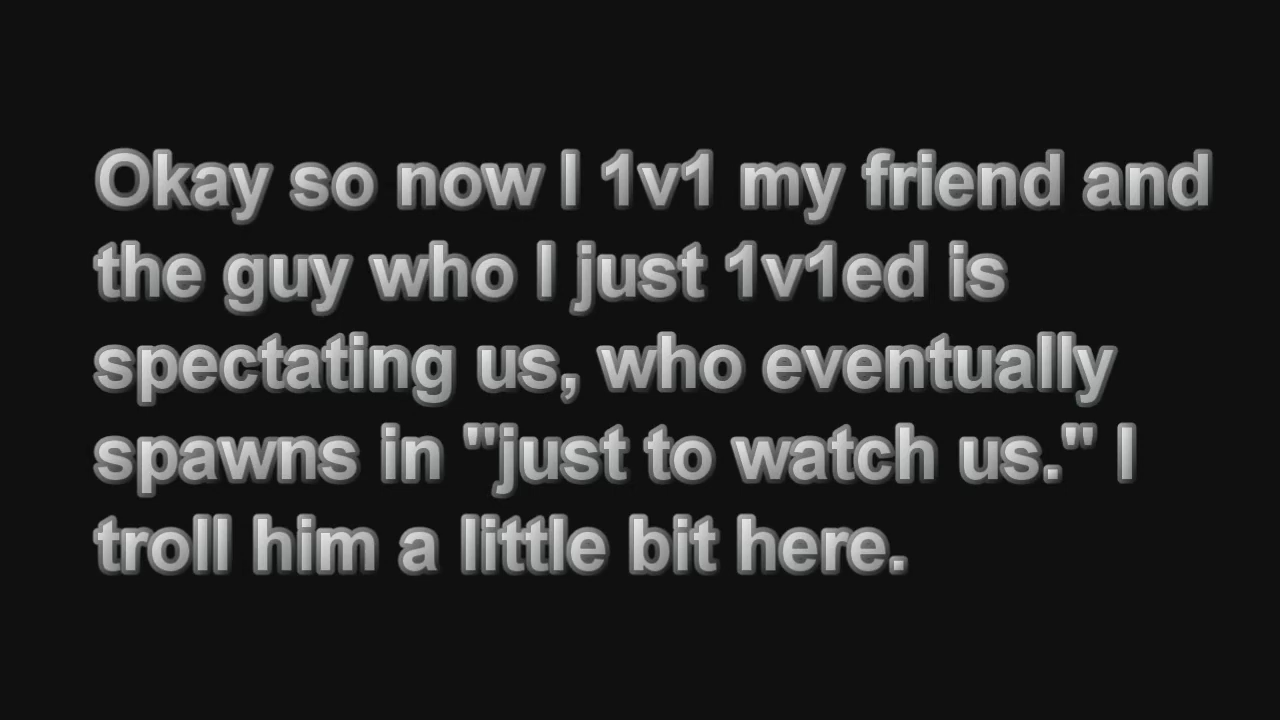 Okay so now I 1v1 my friend and
the guy who I just 1v1ed is
spectating us, who eventually
spawns in "just to watch us." I
troll him a little bit here.